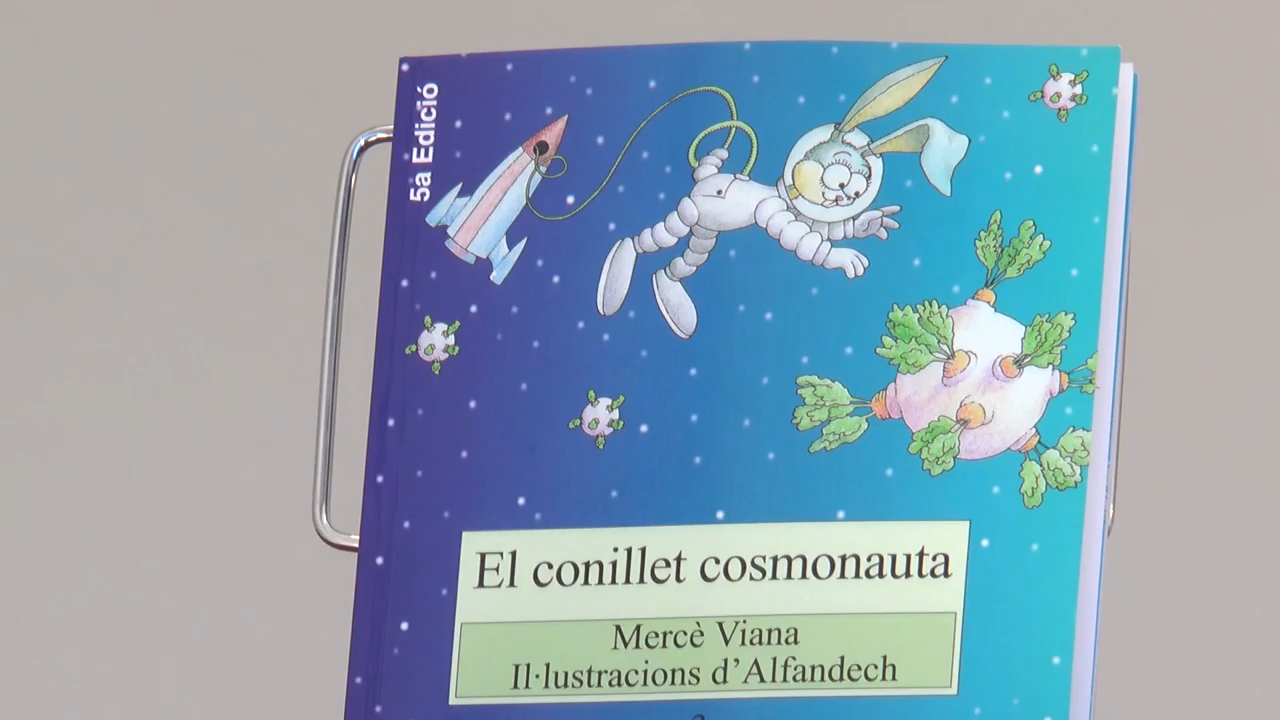 5a Edició
El conillet cosmonauta
Mercè Viana
Il·lustracions d’Alfandech